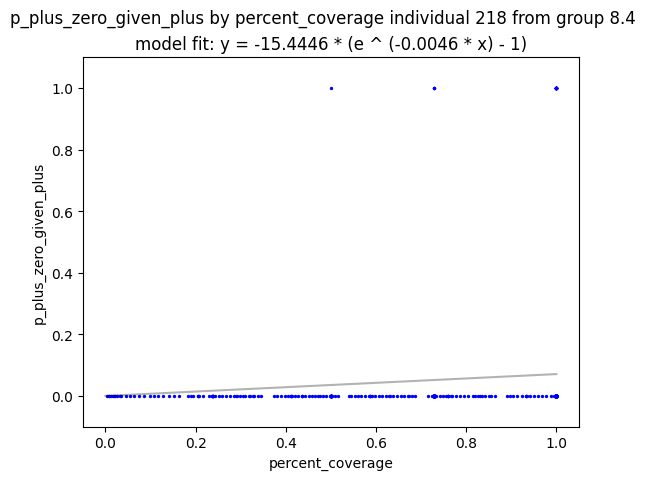 p_plus_zero_given_plus by percent_coverage individual 218 from group 8.4
model fit: y = -15.4446 * (e ^ (-0.0046 * x) - 1)
1.0
0.8
0.6
0.4
0.2
0.0
p_plus_zero_given_plus
0.0 0.2 0.4 0.6 0.8 1.0
percent_coverage